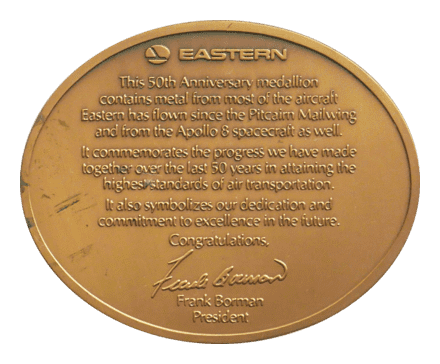 EASTERN
This 50th Anniversary medallion
contains metal from most of the aircraft
Eastern has flown since the Pitcairn Mailwing
and from the Apollo 8 spacecraft as well.
It commemorates the progress we have made
together over the last 50 years in attaining the
highest standards of air transportation.
It also symbolizes our dedication and
commitment to excellence in the future.
Congratulations.
Frank Borman
Frank Borman
President